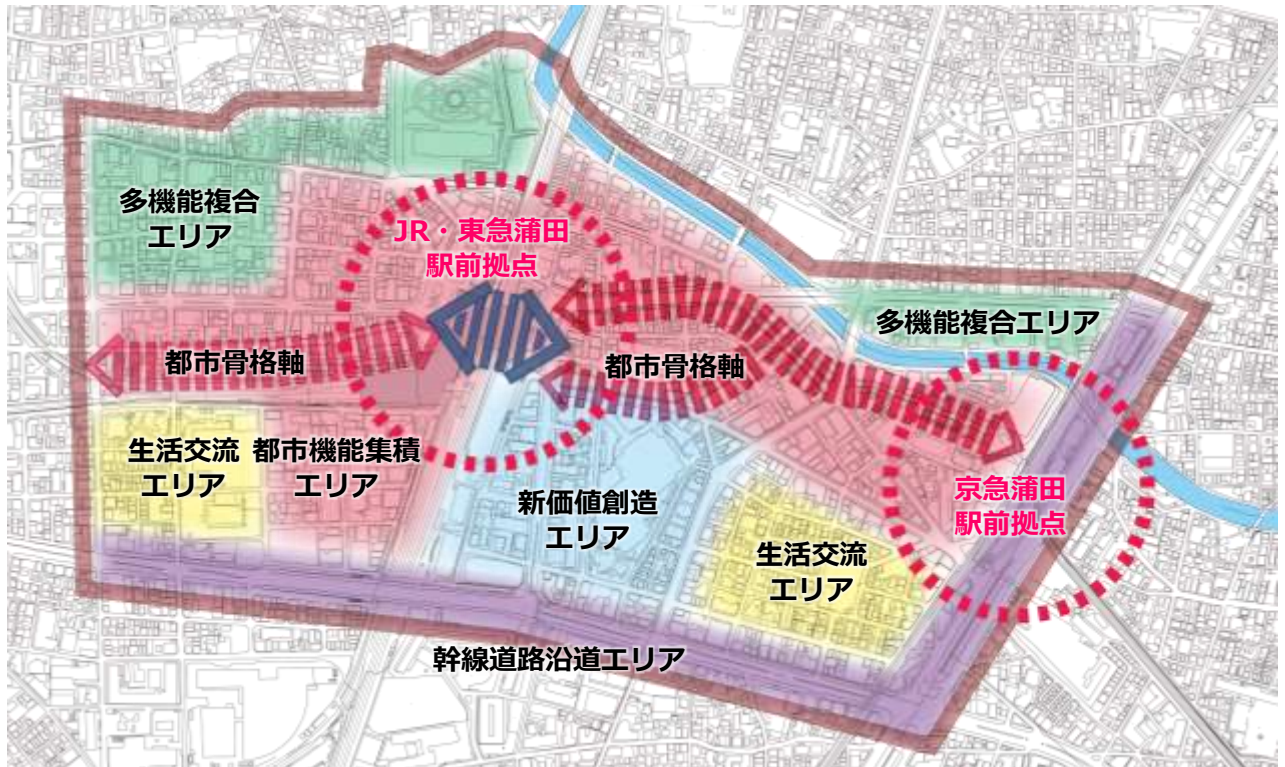 多機能複合
エリア
JR・東急蒲田
駅前拠点
多機能複合エリア
都市骨格軸
都市骨格軸
生活交流
エリア
都市機能集積
エリア
新価値創造
エリア
京急蒲田
駅前拠点
生活交流
エリア
幹線道路沿道エリア